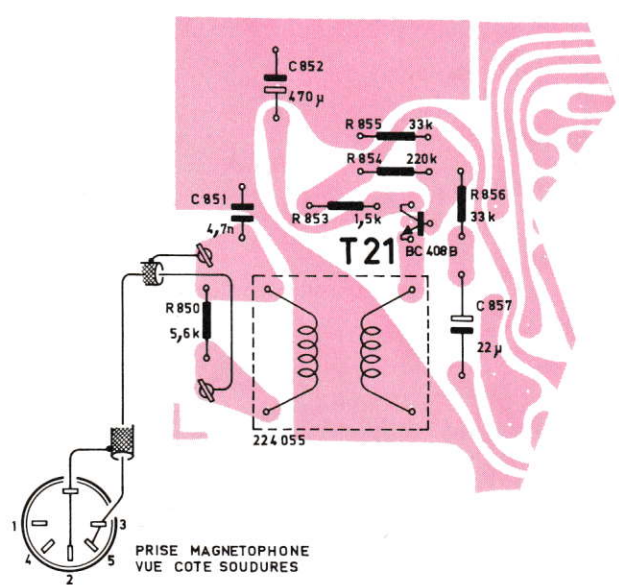 C 852
470 µ
R 855 33k
R 854 220k
C 851
4,7n
R 853 1,5k
R 856
33k
T21
BC 408 B
R 850
5,6k
C 857
22 µ
224 055
1
3
4
5
2
PRISE MAGNETOPHONE
VUE COTE SOUDURES